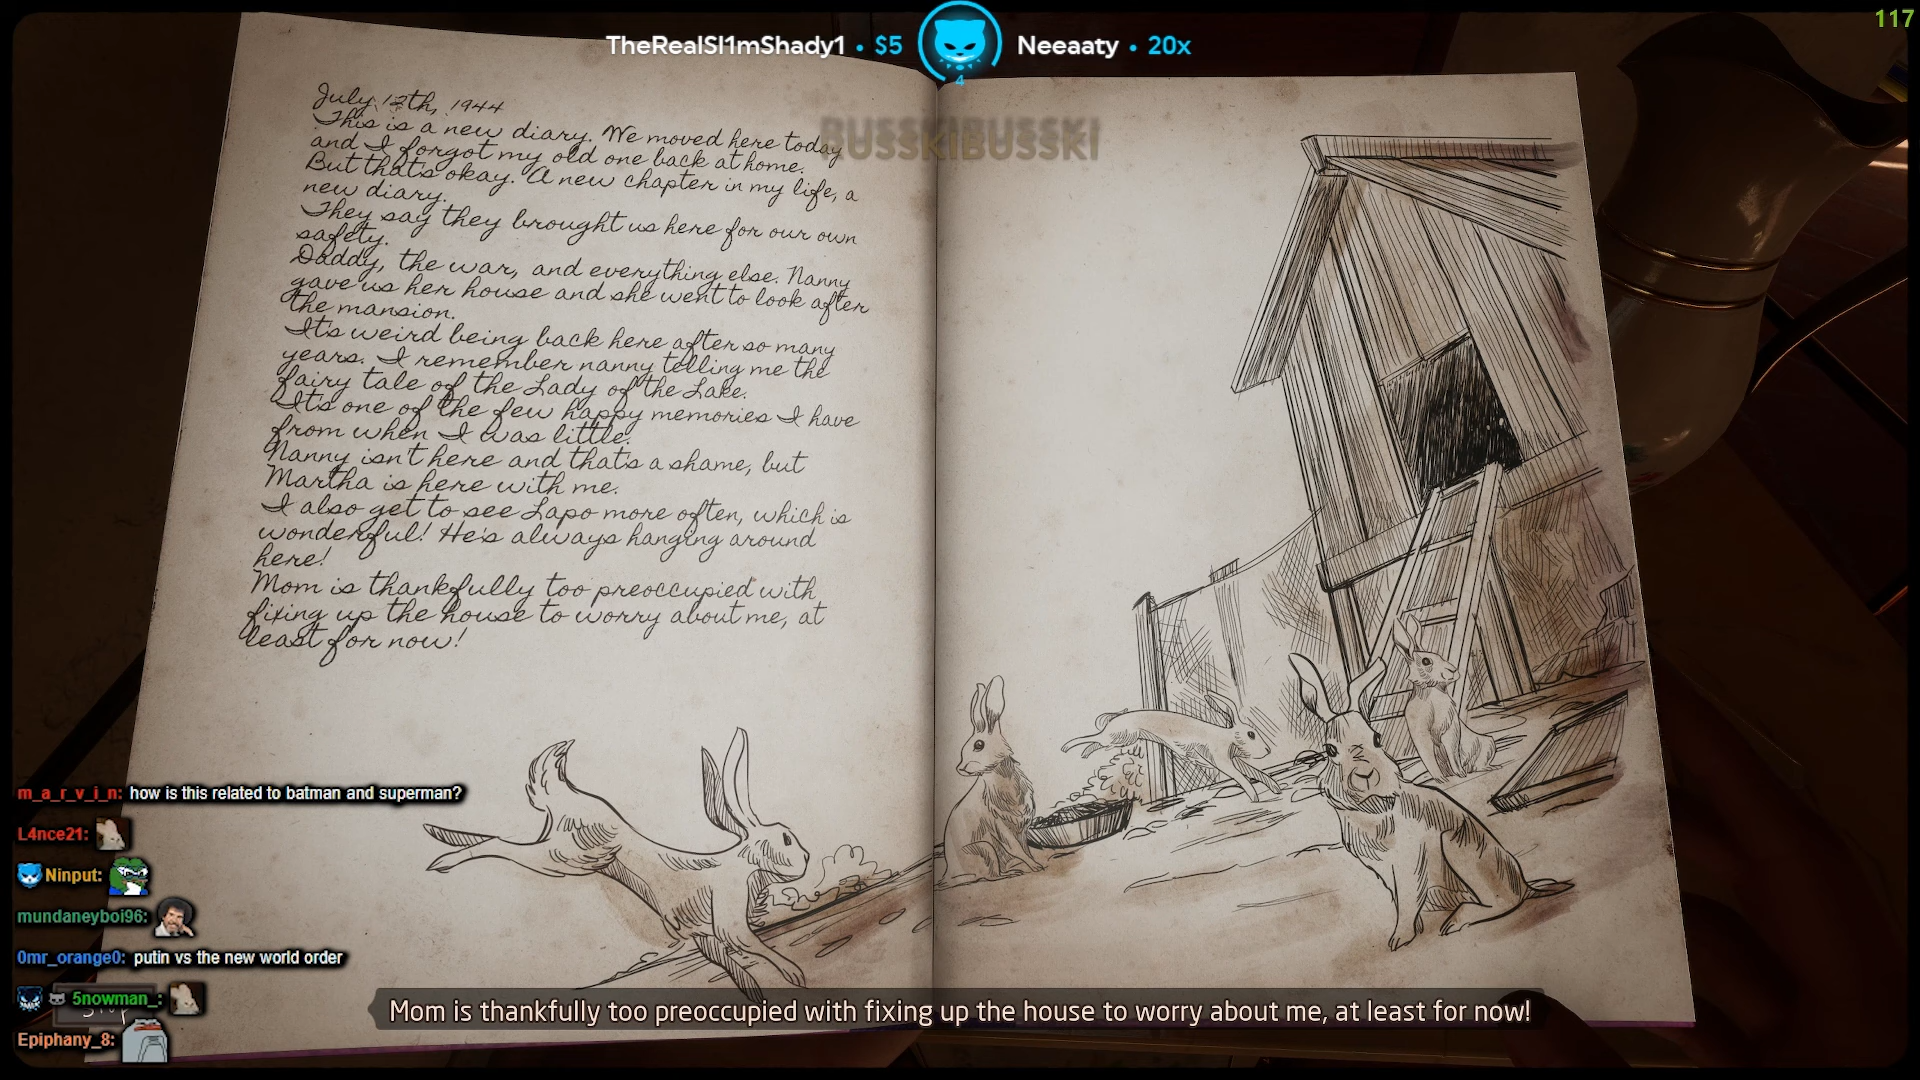 117
TheRealSl1mShady1 • $5
4
Neeaaty • 20x
RUSSKIBUSSKI
July 12th, 1944
This is a new diary. We moved here today
and I forgot my old one back at home.
But that's okay. A new chapter in my life, a
new diary.
They say they brought us here for our own
safety.
Daddy, the war, and everything else. Nanny
gave us her house and she went to look after
the mansion.
It's weird being back here after so many
years. I remember nanny telling me the
fairy tale of the Lady of the Lake.
It's one of the few happy memories I have
from when I was little.
Nanny isn't here and that's a shame, but
Martha is here with me.
I also get to see Lapo more often, which is
wonderful! He's always hanging around
here!
Mom is thankfully too preoccupied with
fixing up the house to worry about me, at
least for now!
m_a_r_v_i_n: how is this related to batman and superman?
L4nce21:
Ninput:
mundaneyboi96:
0mr_orange0: putin vs the new world order
5nowman_:
Stop
Epiphany_8:
Mom is thankfully too preoccupied with fixing up the house to worry about me, at least for now!